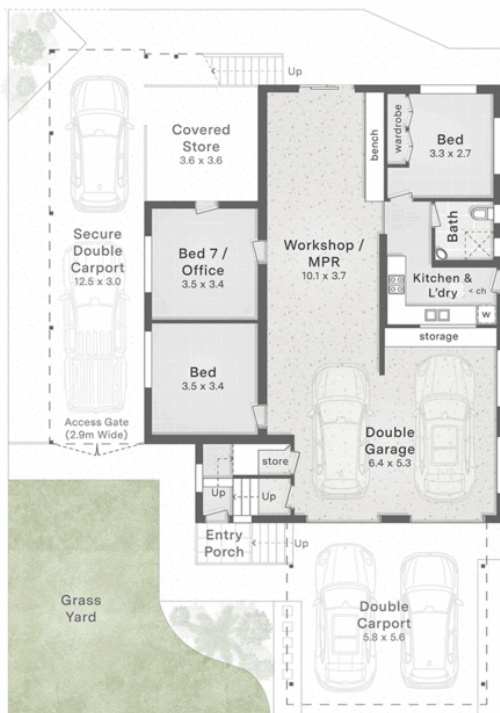 Up
Covered
Store
3.6 x 3.6
wardrobe
Bed
3.3 x 2.7
bench
Bath
Secure
Double
Carport
12.5 x 3.0
Bed 7 /
Office
3.5 x 3.4
Workshop /
MPR
10.1 x 3.7
Kitchen &
L'dry
< ch
w
storage
Bed
3.5 x 3.4
Access Gate
(2.9m Wide)
Double
Garage
6.4 x 5.3
store
Up
Up
Entry
Porch
Up
Grass
Yard
Double
Carport
5.8 x 5.6